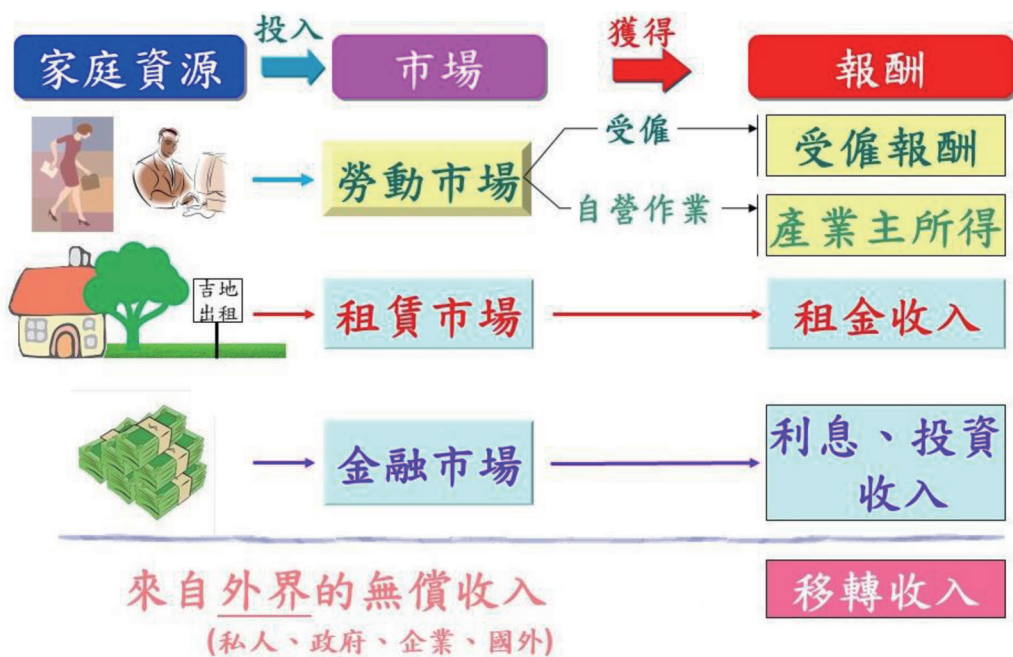 家庭資源
投入
市場
獲得
報酬
勞動市場
受僱
受僱報酬
自營作業
產業主所得
吉地
出租
租賃市場
租金收入
金融市場
利息、投資
收入
來自外界的無償收入
(私人、政府、企業、國外)
移轉收入